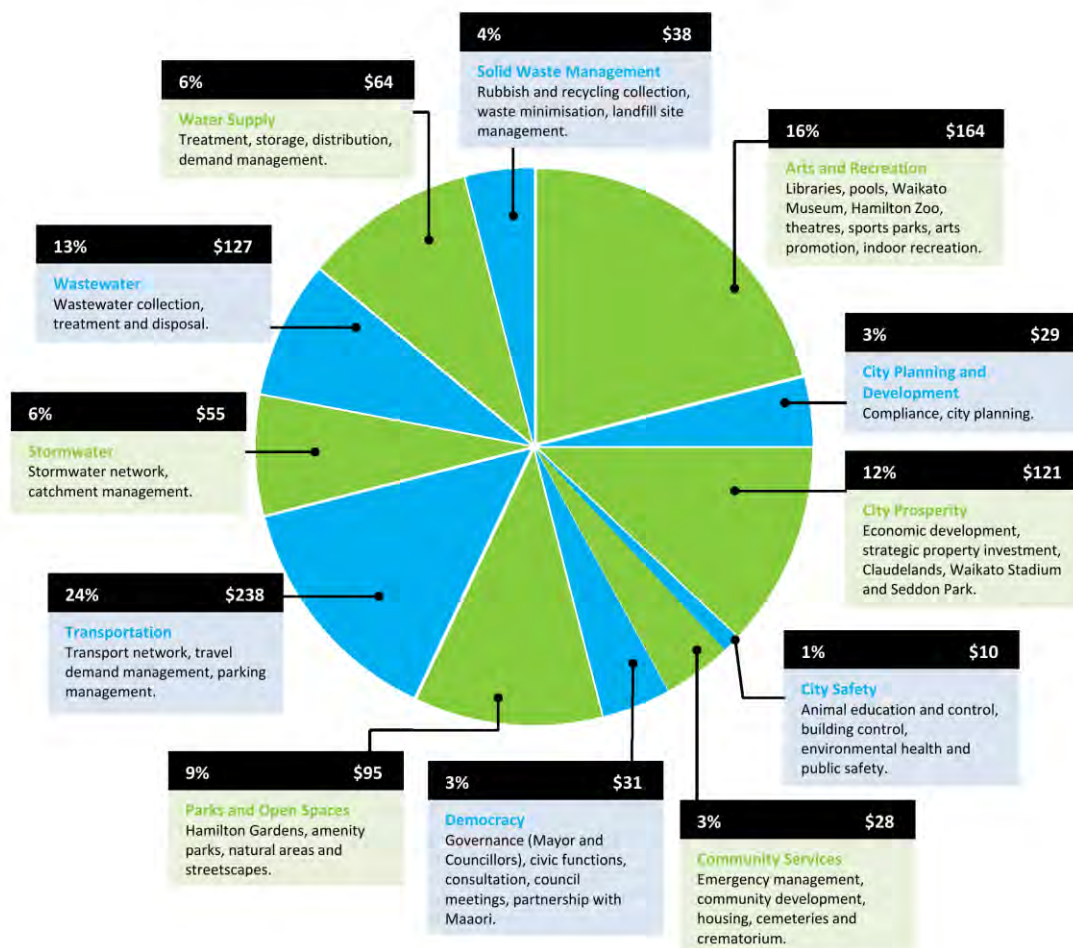 4% $38
Solid Waste Management
Rubbish and recycling collection,
waste minimisation, landfill site
management.
6% $64
Water Supply
Treatment, storage, distribution,
demand management.
16% $164
Arts and Recreation
Libraries, pools, Waikato
Museum, Hamilton Zoo,
theatres, sports parks, arts
promotion, indoor recreation.
13% $127
Wastewater
Wastewater collection,
treatment and disposal.
3% $29
City Planning and
Development
Compliance, city planning.
6% $55
Stormwater
Stormwater network,
catchment management.
12% $121
City Prosperity
Economic development,
strategic property investment,
Claudelands, Waikato Stadium
and Seddon Park.
24% $238
Transportation
Transport network, travel
demand management, parking
management.
1% $10
City Safety
Animal education and control,
building control,
environmental health and
public safety.
9% $95
Parks and Open Spaces
Hamilton Gardens, amenity
parks, natural areas and
streetscapes.
3% $31
Democracy
Governance (Mayor and
Councillors), civic functions,
consultation, council
meetings, partnership with
Maaori.
3% $28
Community Services
Emergency management,
community development,
housing, cemeteries and
crematorium.